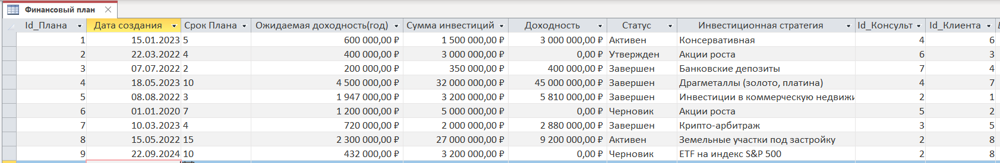 Финансовый план
Id_Плана Дата создания Срок Плана Ожидаемая доходность(год) Сумма инвестиций Доходность Статус Инвестиционная стратегия Id_Консульт Id_Клиента
1 15.01.2023 5 600 000,00 ₽ 1 500 000,00 ₽ 3 000 000,00 ₽ Активен Консервативная 4 6
2 22.03.2022 4 400 000,00 ₽ 3 000 000,00 ₽ 0,00 ₽ Утвержден Акции роста 6 3
3 07.07.2022 2 200 000,00 ₽ 350 000,00 ₽ 400 000,00 ₽ Завершен Банковские депозиты 7 4
4 18.05.2023 10 4 500 000,00 ₽ 32 000 000,00 ₽ 45 000 000,00 ₽ Завершен Драгметаллы (золото, платина) 4 7
5 08.08.2022 3 1 947 000,00 ₽ 3 200 000,00 ₽ 5 810 000,00 ₽ Завершен Инвестиции в коммерческую недвижи 2 1
6 01.01.2020 7 1 200 000,00 ₽ 5 000 000,00 ₽ 0,00 ₽ Черновик Акции роста 5 2
7 10.03.2023 4 720 000,00 ₽ 2 000 000,00 ₽ 2 880 000,00 ₽ Завершен Крипто-арбитраж 3 5
8 15.05.2022 15 2 300 000,00 ₽ 27 000 000,00 ₽ 9 200 000,00 ₽ Активен Земельные участки под застройку 2 8
9 22.09.2024 10 432 000,00 ₽ 3 200 000,00 ₽ 0,00 ₽ Черновик ETF на индекс S&P 500 2 8